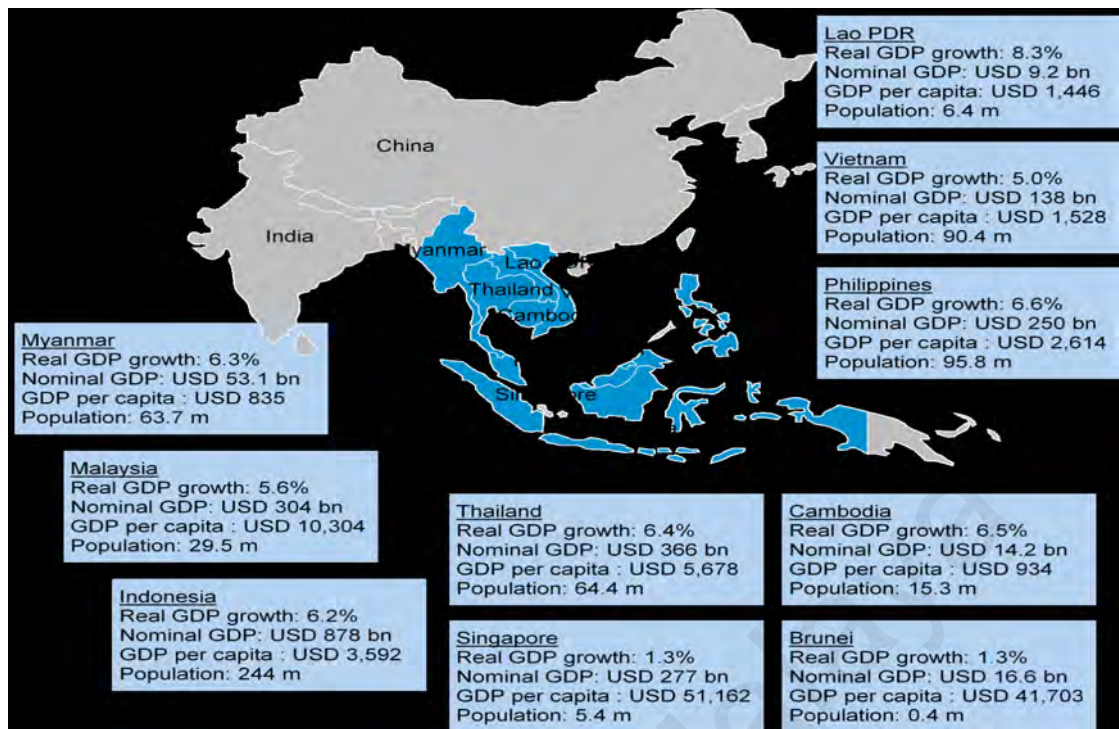 Lao PDR
Real GDP growth: 8.3%
Nominal GDP: USD 9.2 bn
GDP per capita: USD 1,446
Population: 6.4 m
China
Vietnam
Real GDP growth: 5.0%
Nominal GDP: USD 138 bn
GDP per capita : USD 1,528
Population: 90.4 m
India
yanmar
Lao
Thailand V
Cambod
Philippines
Real GDP growth: 6.6%
Nominal GDP: USD 250 bn
GDP per capita : USD 2,614
Population: 95.8 m
Myanmar
Real GDP growth: 6.3%
Nominal GDP: USD 53.1 bn
GDP per capita : USD 835
Population: 63.7 m
Malaysia
Real GDP growth: 5.6%
Nominal GDP: USD 304 bn
GDP per capita : USD 10,304
Population: 29.5 m
Thailand
Real GDP growth: 6.4%
Nominal GDP: USD 366 bn
GDP per capita : USD 5,678
Population: 64.4 m
Cambodia
Real GDP growth: 6.5%
Nominal GDP: USD 14.2 bn
GDP per capita : USD 934
Population: 15.3 m
Indonesia
Real GDP growth: 6.2%
Nominal GDP: USD 878 bn
GDP per capita : USD 3,592
Population: 244 m
Singapore
Real GDP growth: 1.3%
Nominal GDP: USD 277 bn
GDP per capita : USD 51,162
Population: 5.4 m
Brunei
Real GDP growth: 1.3%
Nominal GDP: USD 16.6 bn
GDP per capita : USD 41,703
Population: 0.4 m